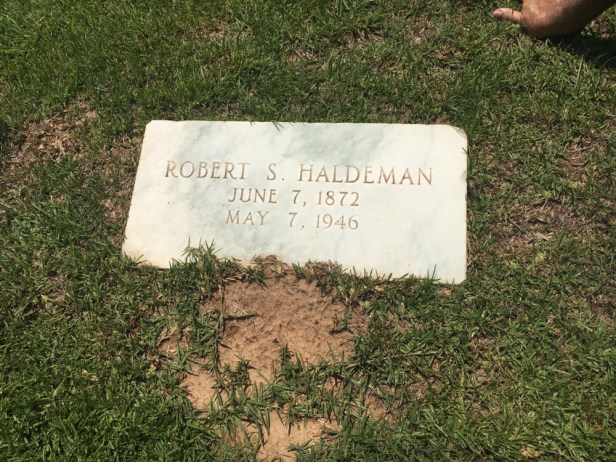 ROBERT S. HALDEMAN
JUNE 7, 1872
MAY 7, 1946